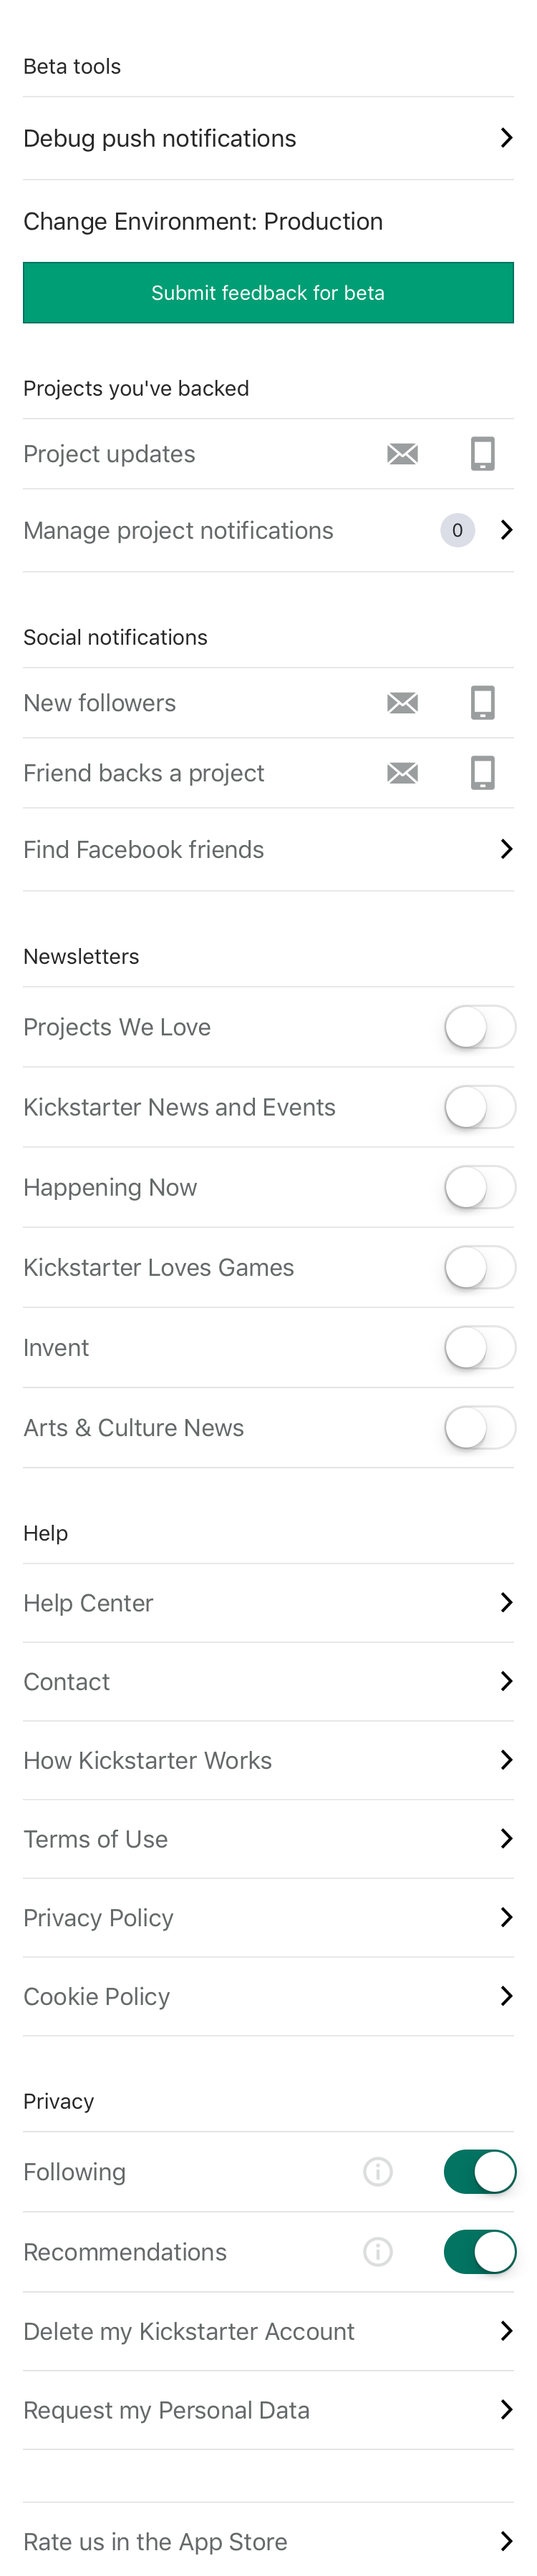 Beta tools
Debug push notifications
Change Environment: Production
Submit feedback for beta
Projects you've backed
Project updates
Manage project notifications 0
Social notifications
New followers
Friend backs a project
Find Facebook friends
Newsletters
Projects We Love
Kickstarter News and Events
Happening Now
Kickstarter Loves Games
Invent
Arts & Culture News
Help
Help Center
Contact
How Kickstarter Works
Terms of Use
Privacy Policy
Cookie Policy
Privacy
Following
Recommendations
Delete my Kickstarter Account
Request my Personal Data
Rate us in the App Store